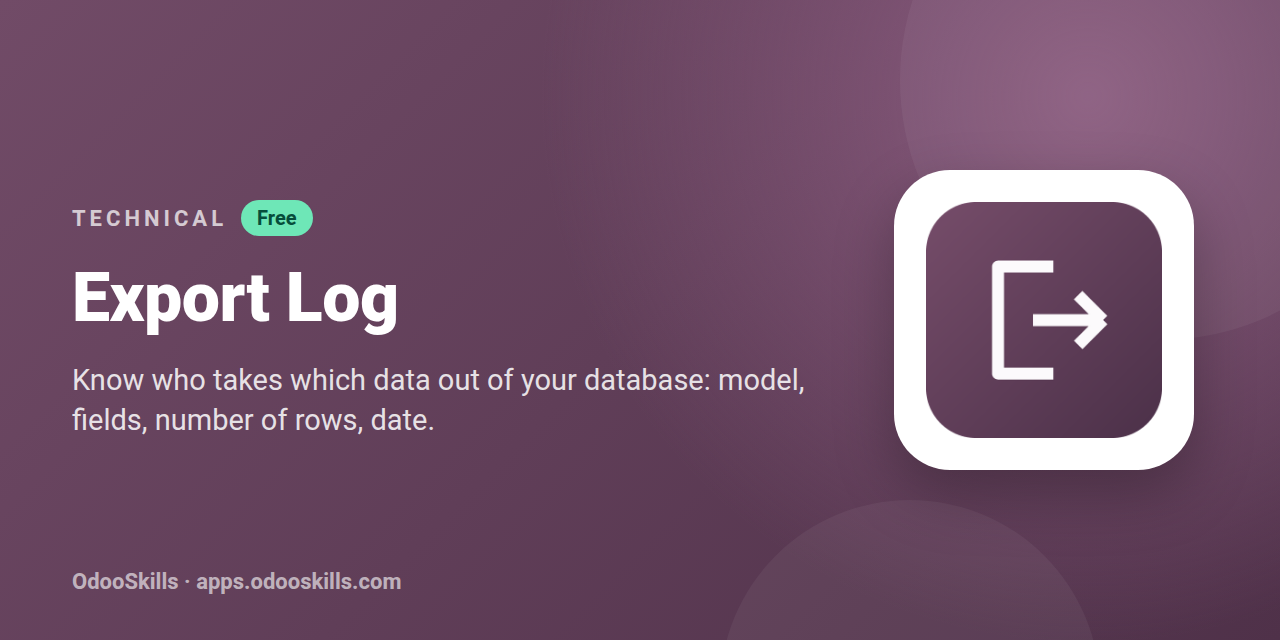 TECHNICAL Free
Export Log
Know who takes which data out of your database: model,
fields, number of rows, date.
OdooSkills · apps.odooskills.com